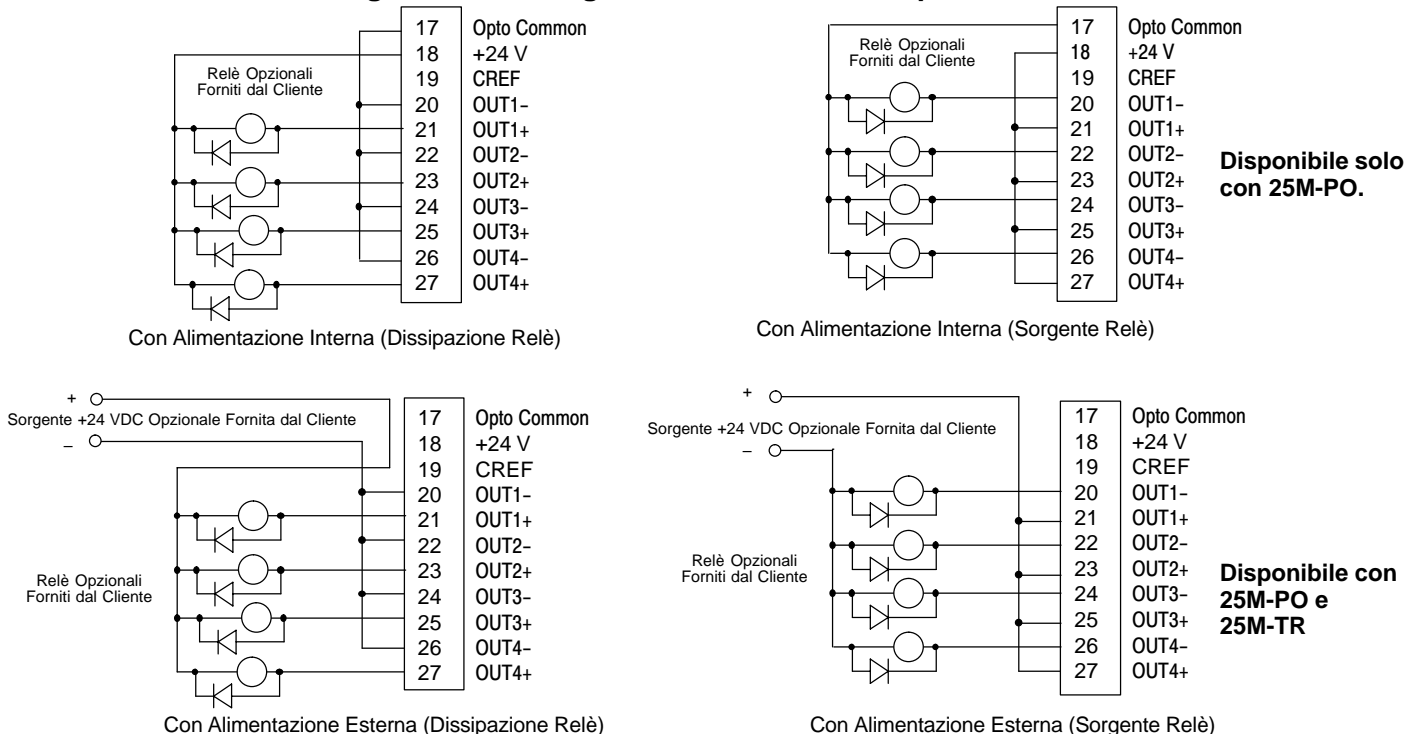 17 Opto Common
18 +24 V
19 CREF
20 OUT1-
21 OUT1+
22 OUT2-
23 OUT2+
24 OUT3-
25 OUT3+
26 OUT4-
27 OUT4+
Relè Opzionali
Forniti dal Cliente
Con Alimentazione Interna (Dissipazione Relè)
17 Opto Common
18 +24 V
19 CREF
20 OUT1-
21 OUT1+
22 OUT2-
23 OUT2+
24 OUT3-
25 OUT3+
26 OUT4-
27 OUT4+
Relè Opzionali
Forniti dal Cliente
Con Alimentazione Interna (Sorgente Relè)
Disponibile solo
con 25M-PO.
+
Sorgente +24 VDC Opzionale Fornita dal Cliente
–
17 Opto Common
18 +24 V
19 CREF
20 OUT1-
21 OUT1+
22 OUT2-
23 OUT2+
24 OUT3-
25 OUT3+
26 OUT4-
27 OUT4+
Relè Opzionali
Forniti dal Cliente
Con Alimentazione Esterna (Dissipazione Relè)
+
Sorgente +24 VDC Opzionale Fornita dal Cliente
–
17 Opto Common
18 +24 V
19 CREF
20 OUT1-
21 OUT1+
22 OUT2-
23 OUT2+
24 OUT3-
25 OUT3+
26 OUT4-
27 OUT4+
Relè Opzionali
Forniti dal Cliente
Con Alimentazione Esterna (Sorgente Relè)
Disponibile con
25M-PO e
25M-TR